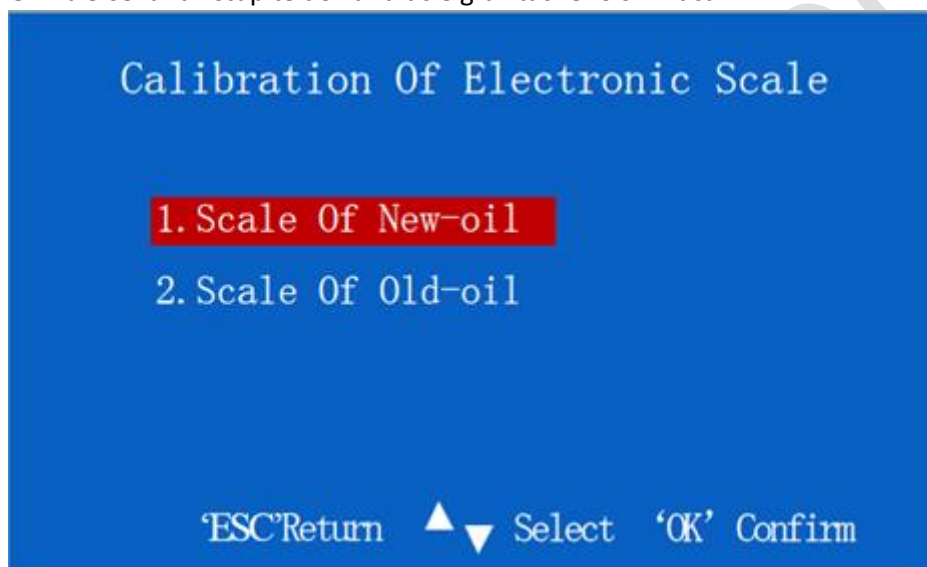 Calibration Of Electronic Scale
1. Scale Of New-oil
2. Scale Of Old-oil
‘ESC’Return ▲▼ Select ‘OK’ Confirm